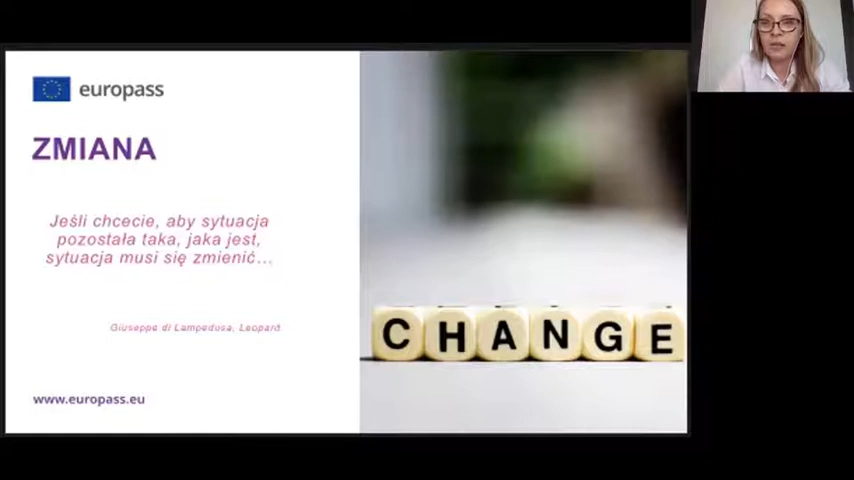 europass
ZMIANA
Jeśli chcecie, aby sytuacja
pozostała taka, jaka jest,
sytuacja musi się zmienić...
Giuseppe di Lampedusa, Leopard
www.europass.eu
CHANGE